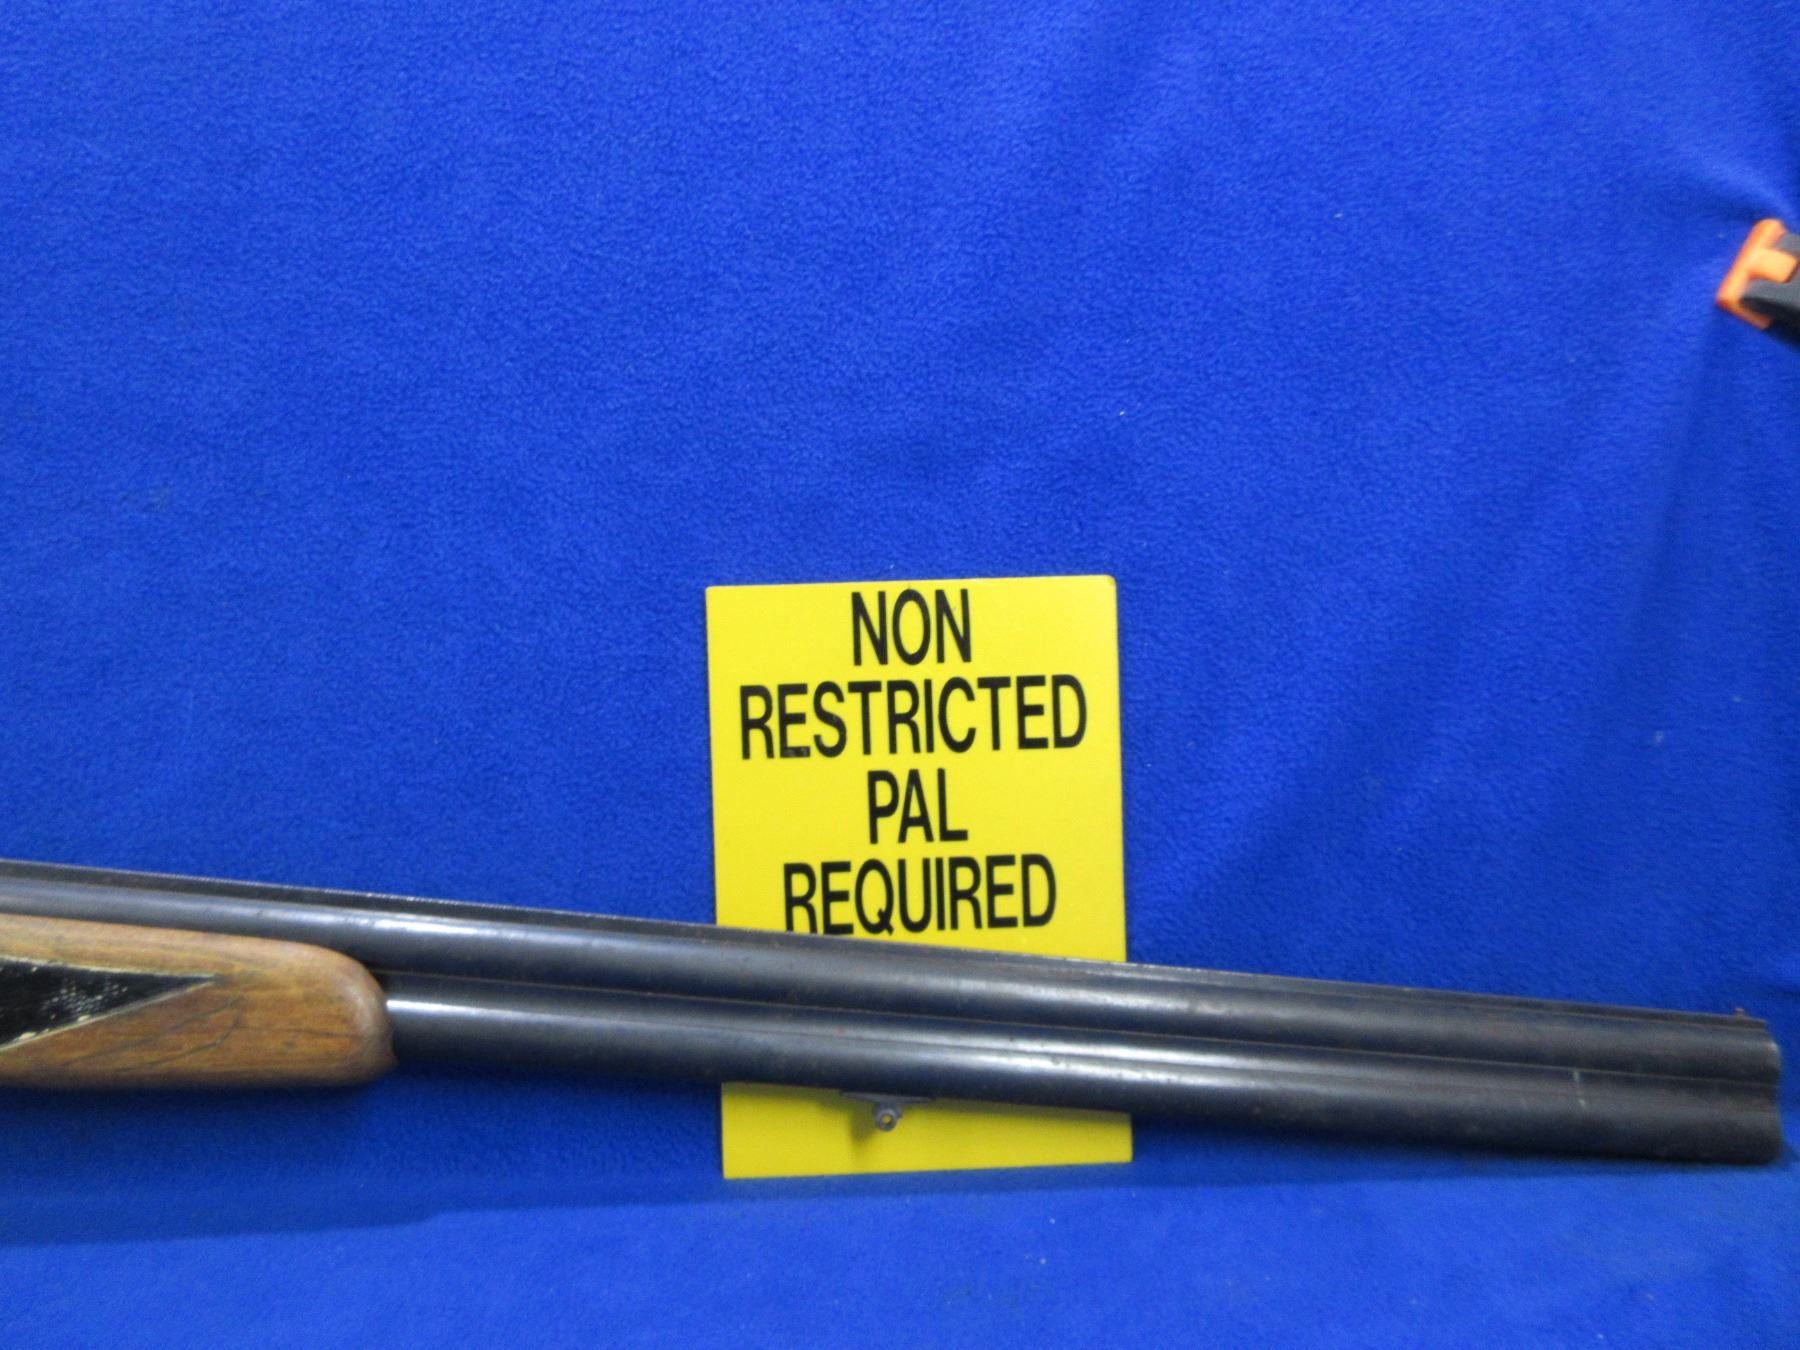 NON
RESTRICTED
PAL
REQUIRED